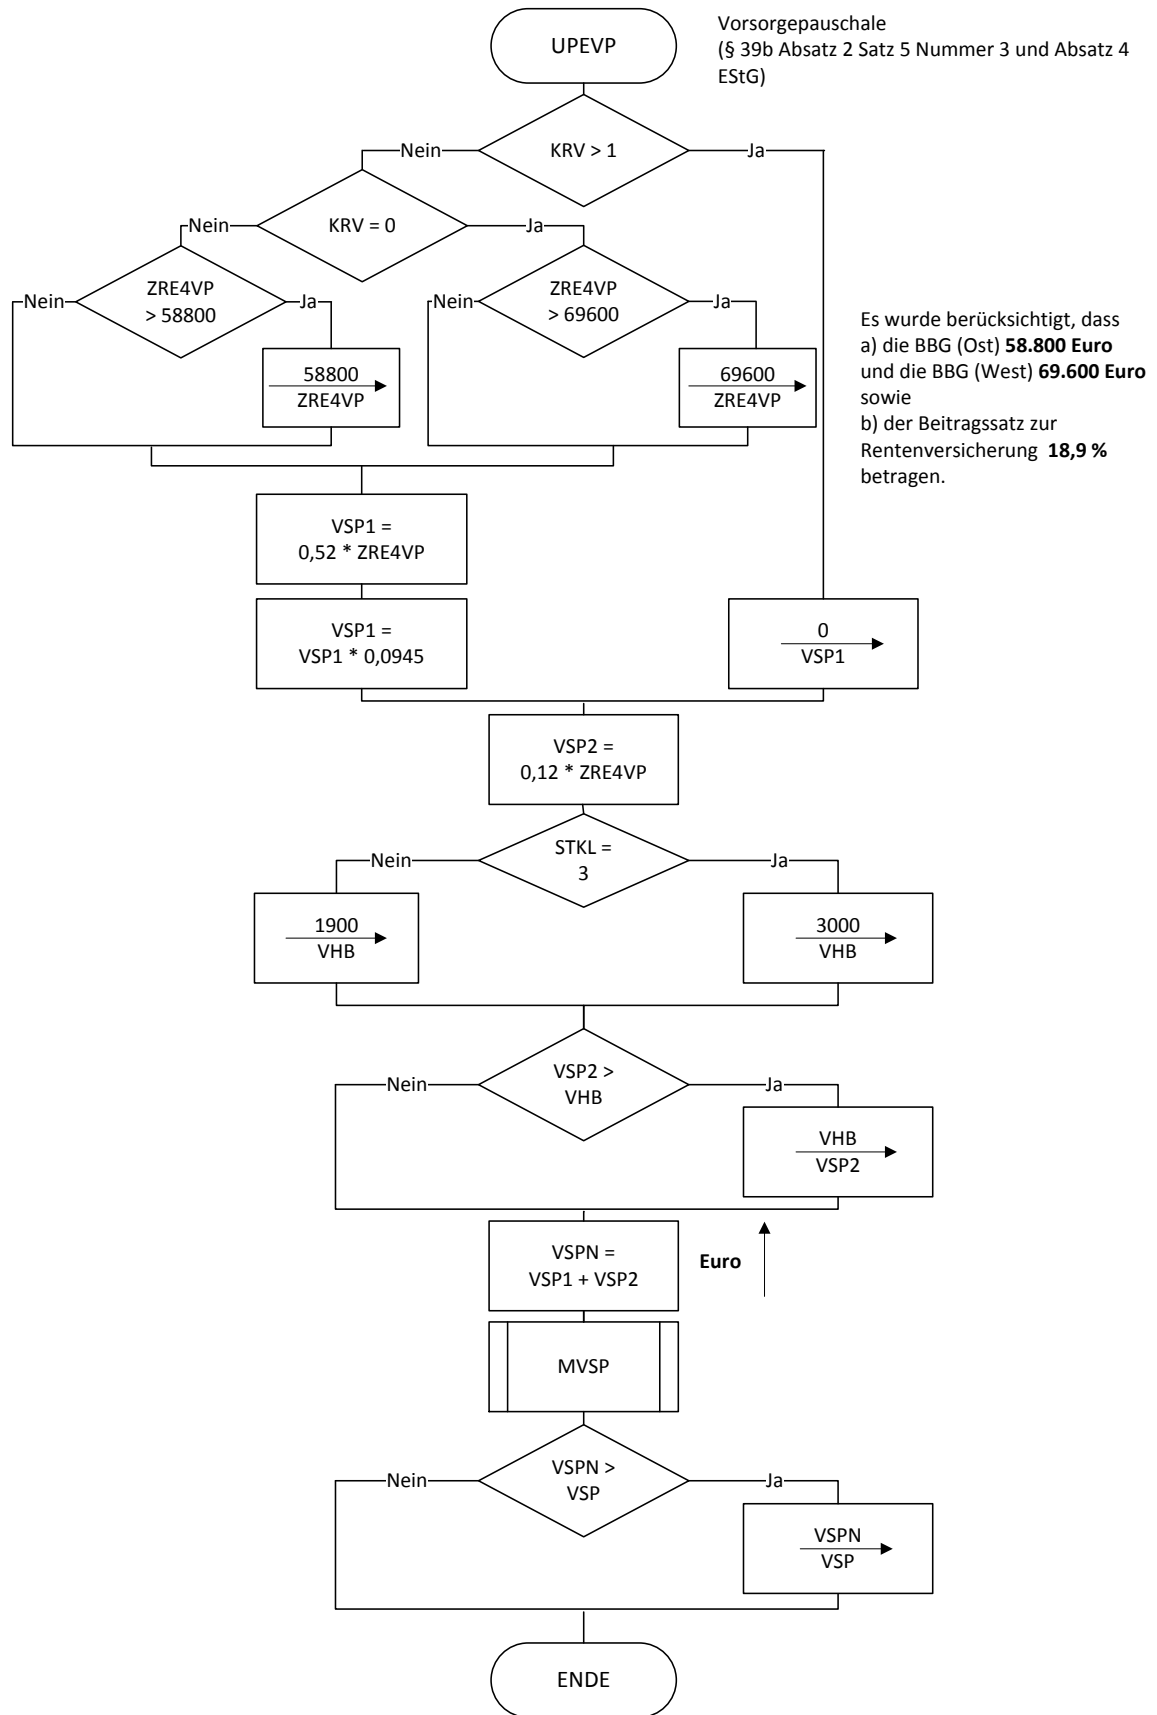 UPEVP
Vorsorgepauschale
(§ 39b Absatz 2 Satz 5 Nummer 3 und Absatz 4
EStG)
Nein
KRV > 1
Ja
Nein
KRV = 0
Ja
Nein
ZRE4VP
> 58800
Ja
Nein
ZRE4VP
> 69600
Ja
58800
ZRE4VP
69600
ZRE4VP
Es wurde berücksichtigt, dass
a) die BBG (Ost) 58.800 Euro
und die BBG (West) 69.600 Euro
sowie
b) der Beitragssatz zur
Rentenversicherung 18,9 %
betragen.
VSP1 =
0,52 * ZRE4VP
VSP1 =
VSP1 * 0,0945
0
VSP1
VSP2 =
0,12 * ZRE4VP
Nein
STKL =
3
Ja
1900
VHB
3000
VHB
Nein
VSP2 >
VHB
Ja
VHB
VSP2
VSPN =
VSP1 + VSP2
Euro
MVSP
Nein
VSPN >
VSP
Ja
VSPN
VSP
ENDE